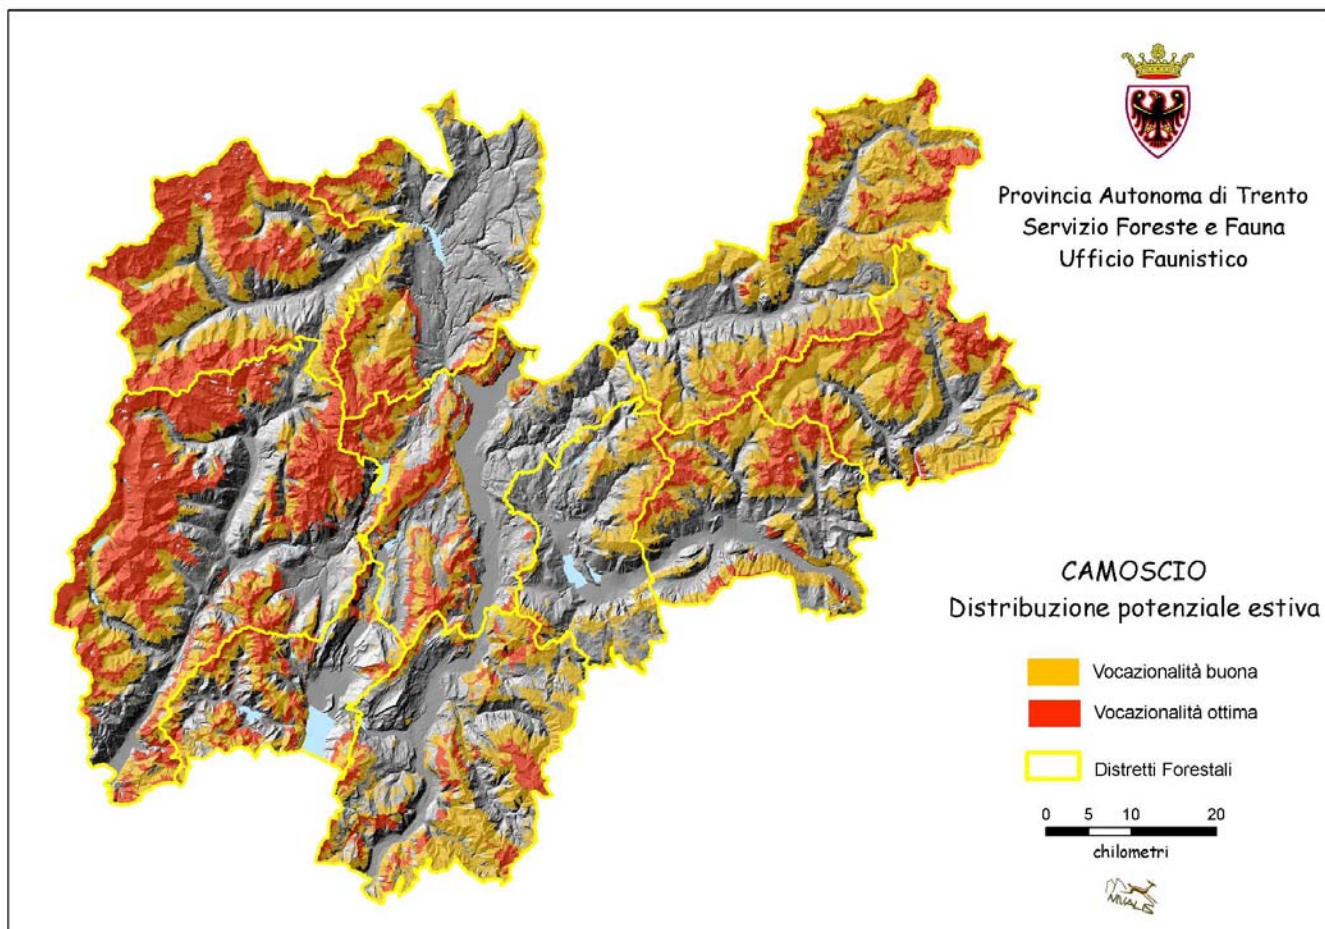 Provincia Autonoma di Trento
Servizio Foreste e Fauna
Ufficio Faunistico
CAMOSCIO
Distribuzione potenziale estiva
Vocazionalità buona
Vocazionalità ottima
Distretti Forestali
0 5 10 20
chilometri